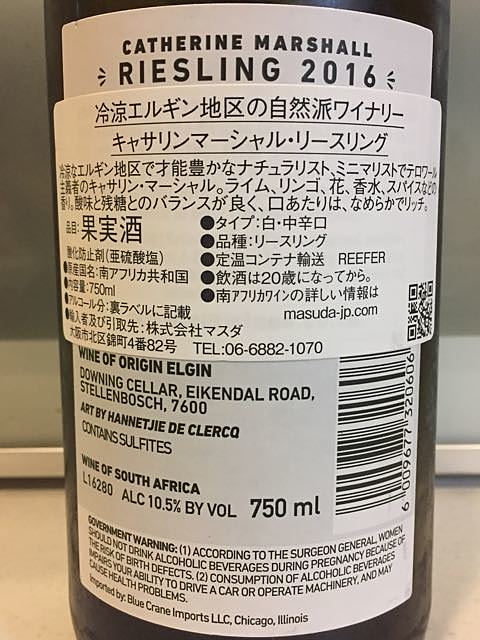 CATHERINE MARSHALL
RIESLING 2016
冷涼エルギン地区の自然派ワイナリー
キャサリンマーシャル・リースリング
冷涼なエルギン地区で才能豊かなナチュラリスト、ミニマリストでテロワール
主義者のキャサリン・マーシャル。ライム、リンゴ、花、香水、スパイスなどの
香り。酸味と残糖とのバランスが良く、口あたりは、なめらかでリッチ。
品目:果実酒
酸化防止剤(亜硫酸塩)
●原産国名:南アフリカ共和国
●内容量:750ml
●アルコール分:裏ラベルに記載
●輸入者及び引取先:株式会社マスダ
大阪市北区錦町4番82号 TEL:06-6882-1070
●タイプ:白・中辛口
●品種:リースリング
●定温コンテナ輸送 REEFER
●飲酒は20歳になってから。
●南アフリカワインの詳しい情報は
masuda-jp.com
WINE OF ORIGIN ELGIN
DOWNING CELLAR, EIKENDAL ROAD,
STELLENBOSCH, 7600
ART BY HANNETJIE DE CLERCQ
CONTAINS SULFITES
WINE OF SOUTH AFRICA
L16280 ALC 10.5% BY VOL 750 ml
6 009677 320606
GOVERNMENT WARNING: (1) ACCORDING TO THE SURGEON GENERAL, WOMEN
SHOULD NOT DRINK ALCOHOLIC BEVERAGES DURING PREGNANCY BECAUSE OF
THE RISK OF BIRTH DEFECTS. (2) CONSUMPTION OF ALCOHOLIC BEVERAGES
IMPAIRS YOUR ABILITY TO DRIVE A CAR OR OPERATE MACHINERY, AND MAY
CAUSE HEALTH PROBLEMS.
Imported by: Blue Crane Imports LLC, Chicago, Illinois